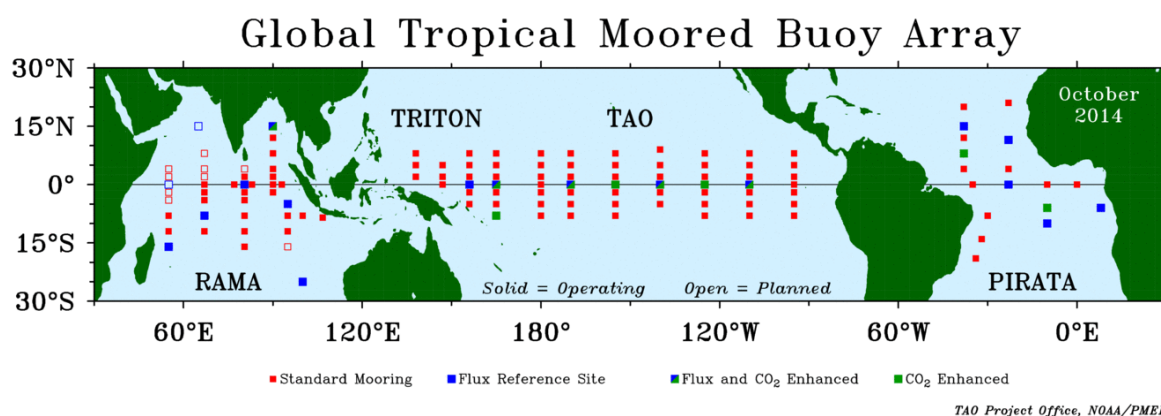 Global Tropical Moored Buoy Array
30°N
15°N
0°
15°S
30°S
TRITON
TAO
October
2014
RAMA
Solid = Operating
Open = Planned
PIRATA
60°E
120°E
180°
120°W
60°W
0°E
Standard Mooring
Flux Reference Site
Flux and CO₂ Enhanced
CO₂ Enhanced
TAO Project Office, NOAA/PMEL